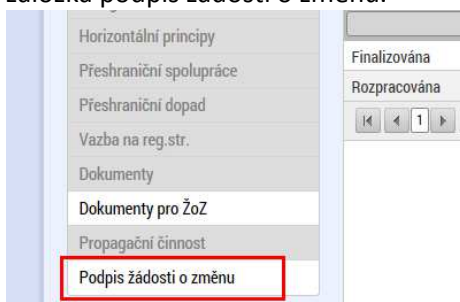 záložka podpis žádosti o změnu.
Horizontální principy
Přeshraniční spolupráce
Přeshraniční dopad
Vazba na reg.str.
Dokumenty
Dokumenty pro ŽoZ
Propagační činnost
Podpis žádosti o změnu
Finalizována
Rozpracována
1